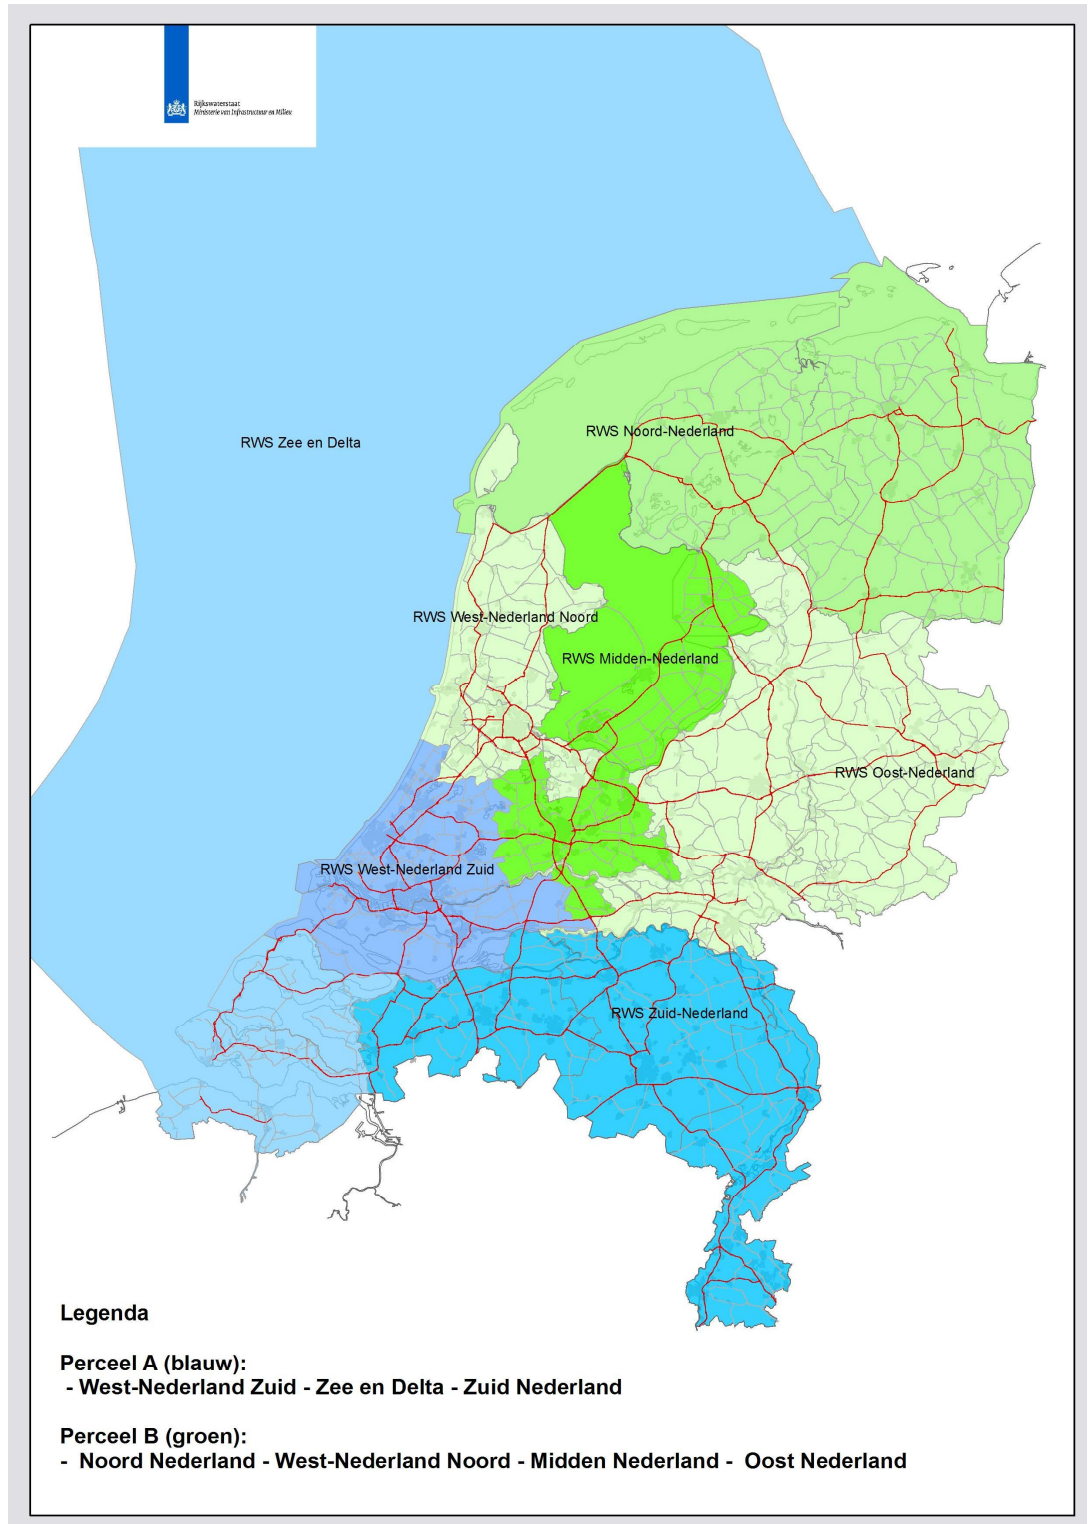 Rijkswaterstaat
Ministerie van Infrastructuur en Milieu
RWS Zee en Delta
RWS Noord-Nederland
RWS West-Nederland Noord
RWS Midden-Nederland
RWS Oost-Nederland
RWS West-Nederland Zuid
RWS Zuid-Nederland
Legenda
Perceel A (blauw):
- West-Nederland Zuid - Zee en Delta - Zuid Nederland
Perceel B (groen):
- Noord Nederland - West-Nederland Noord - Midden Nederland - Oost Nederland